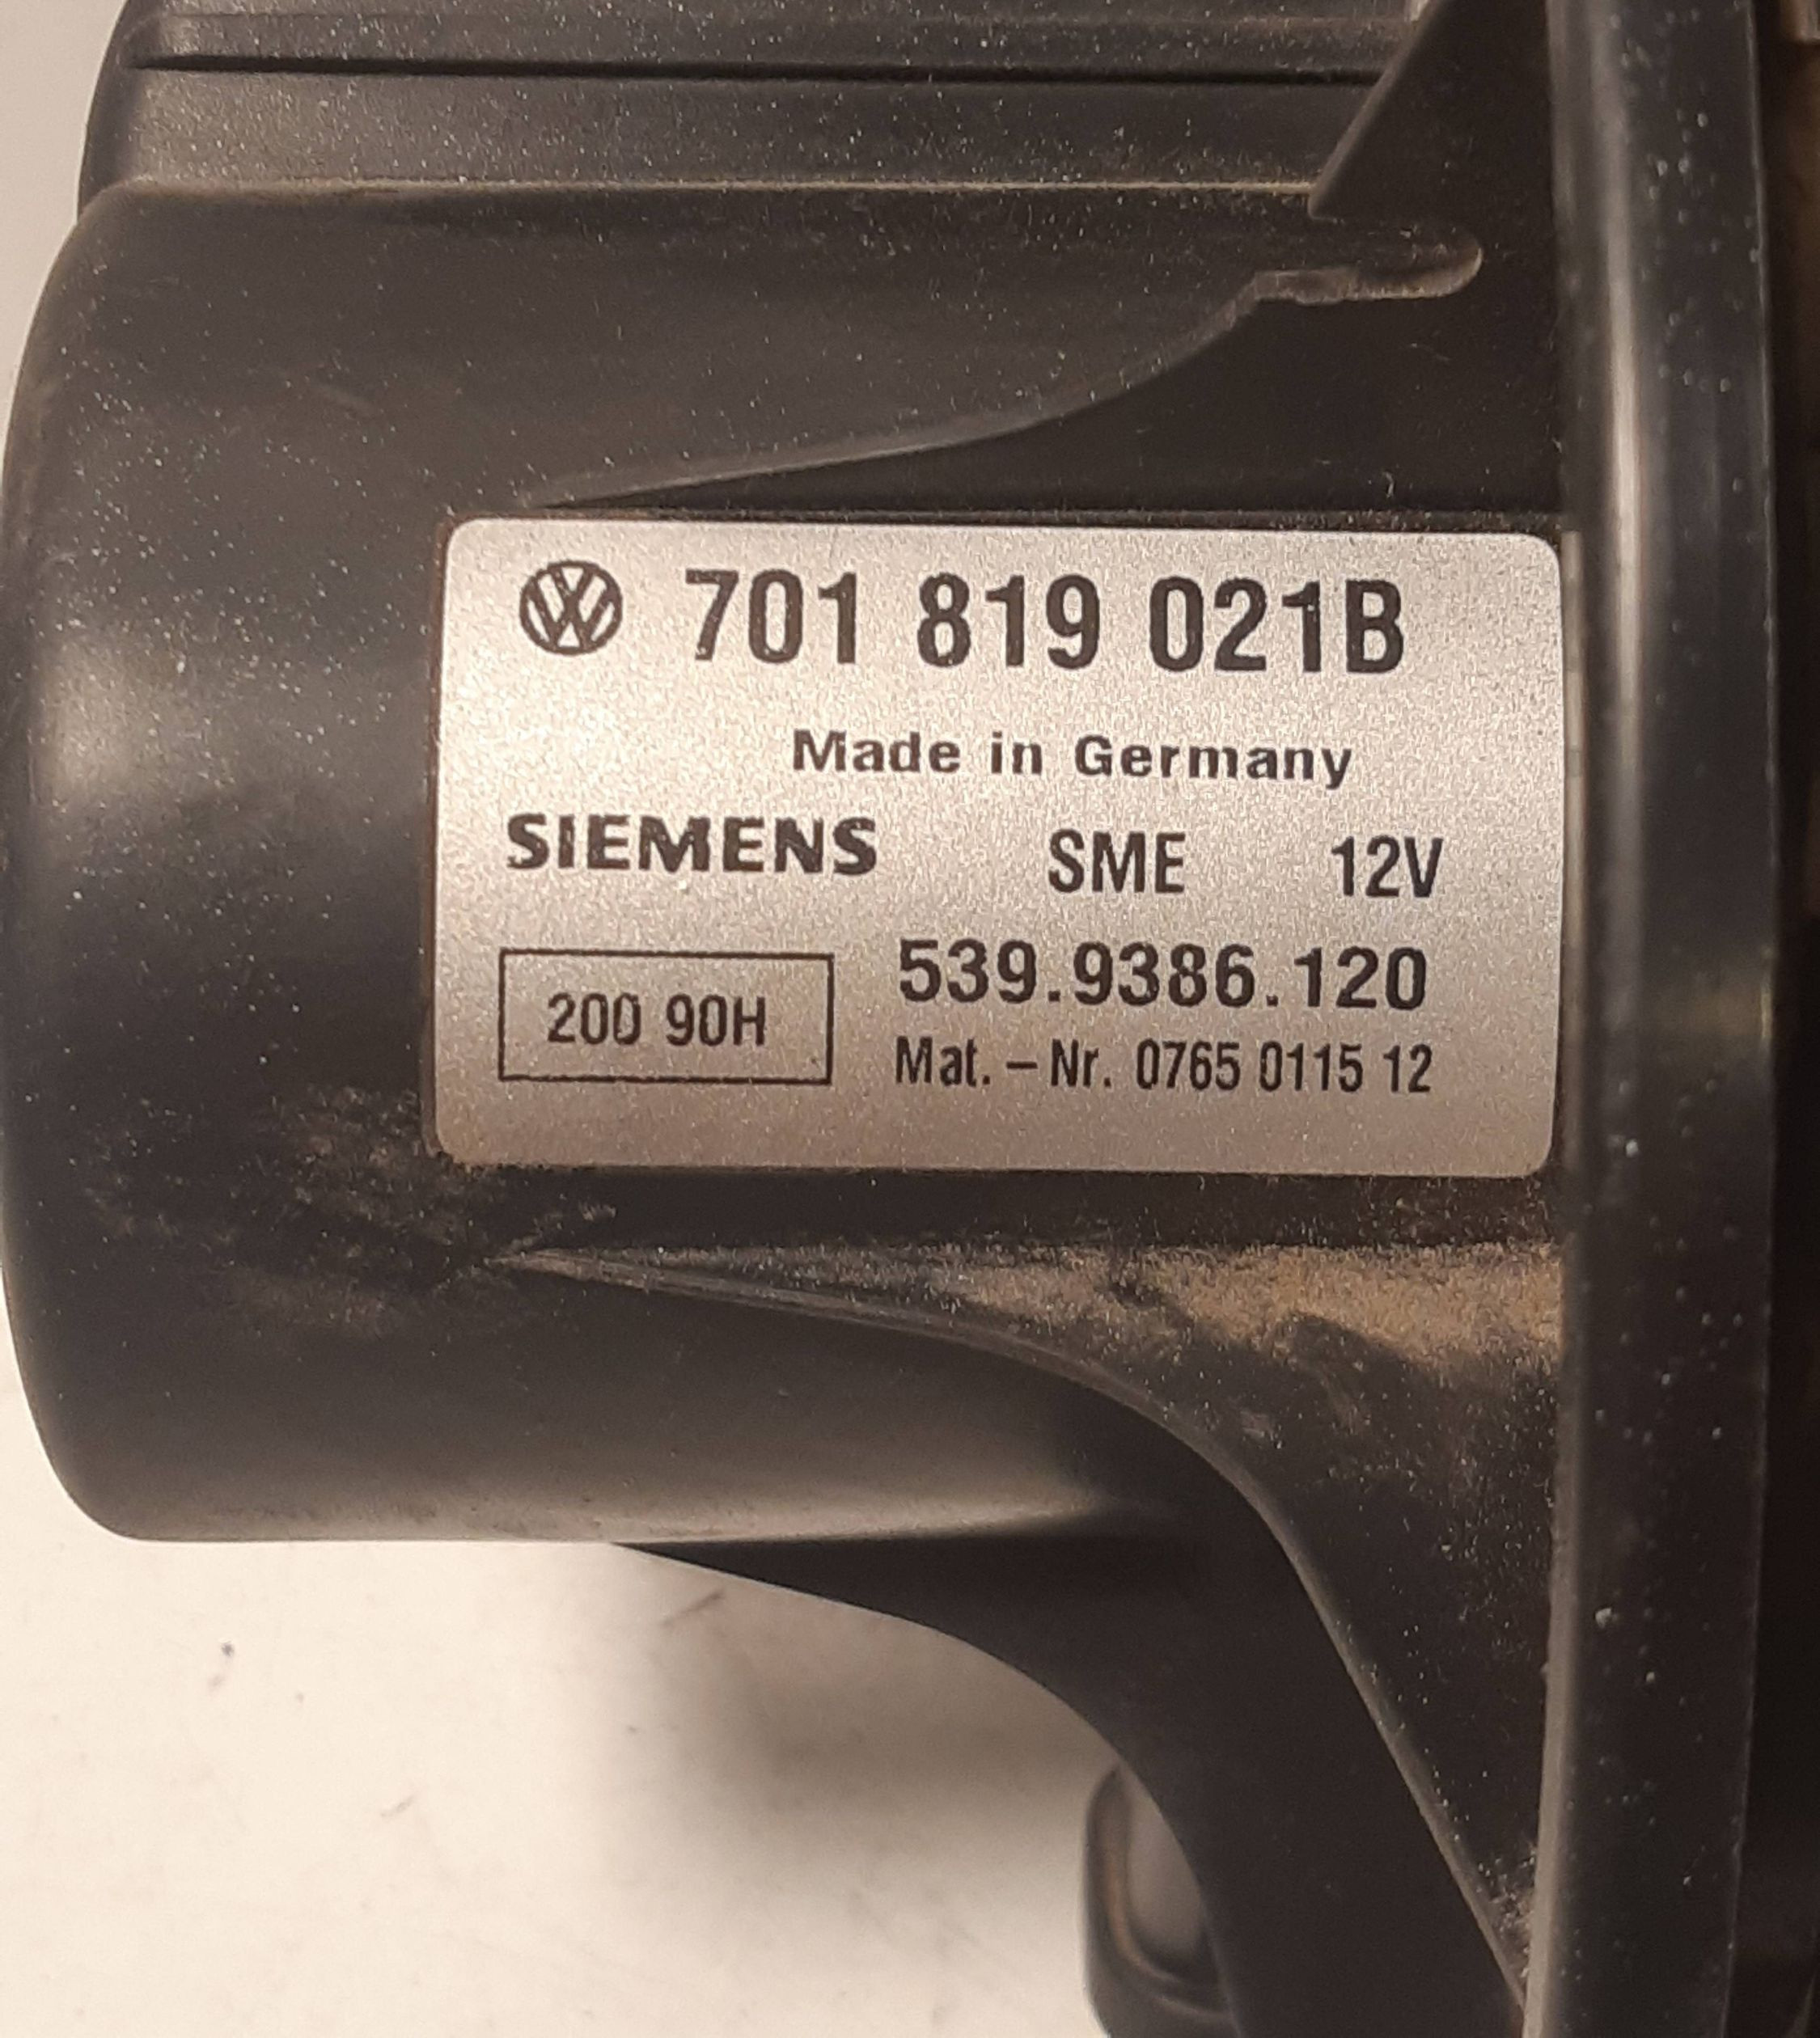 701 819 021B
Made in Germany
SIEMENS SME 12V
539.9386.120
200 90H
Mat.-Nr. 0765 0115 12